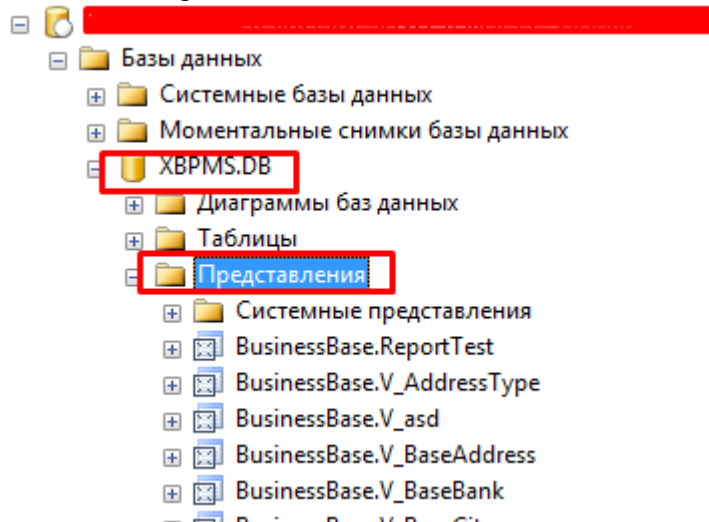 Базы данных
Системные базы данных
Моментальные снимки базы данных
XBPMS.DB
Диаграммы баз данных
Таблицы
Представления
Системные представления
BusinessBase.ReportTest
BusinessBase.V_AddressType
BusinessBase.V_asd
BusinessBase.V_BaseAddress
BusinessBase.V_BaseBank